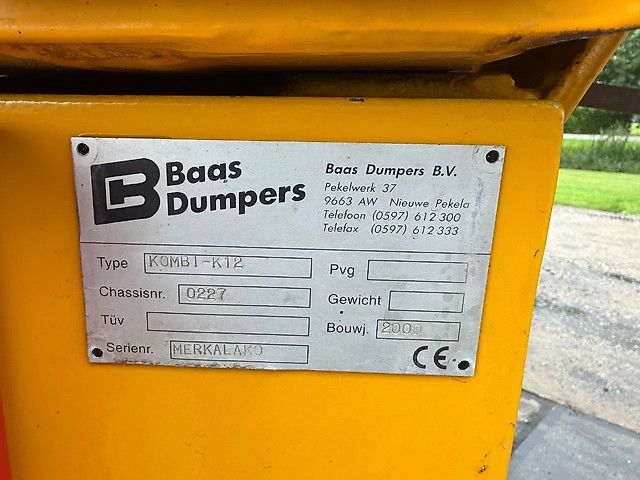 Baas
Dumpers
Baas Dumpers B.V.
Pekelwerk 37
9663 AW Nieuwe Pekela
Telefoon (0597) 612 300
Telefax (0597) 612 333
Type KOMBI-K12
Pvg
Chassisnr. 0227
Gewicht
Tüv
Bouwj. 2000
Serienr. MERKALAKO
CE